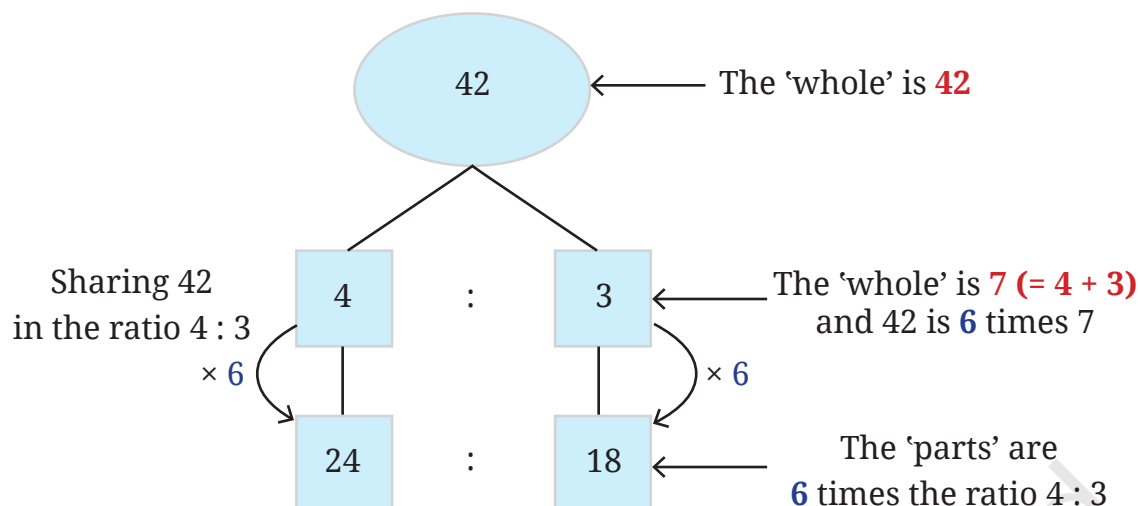 42
The ‘whole’ is 42
Sharing 42
in the ratio 4 : 3
4 : 3
The ‘whole’ is 7 (= 4 + 3)
and 42 is 6 times 7
× 6
× 6
24 : 18
The ‘parts’ are
6 times the ratio 4 : 3